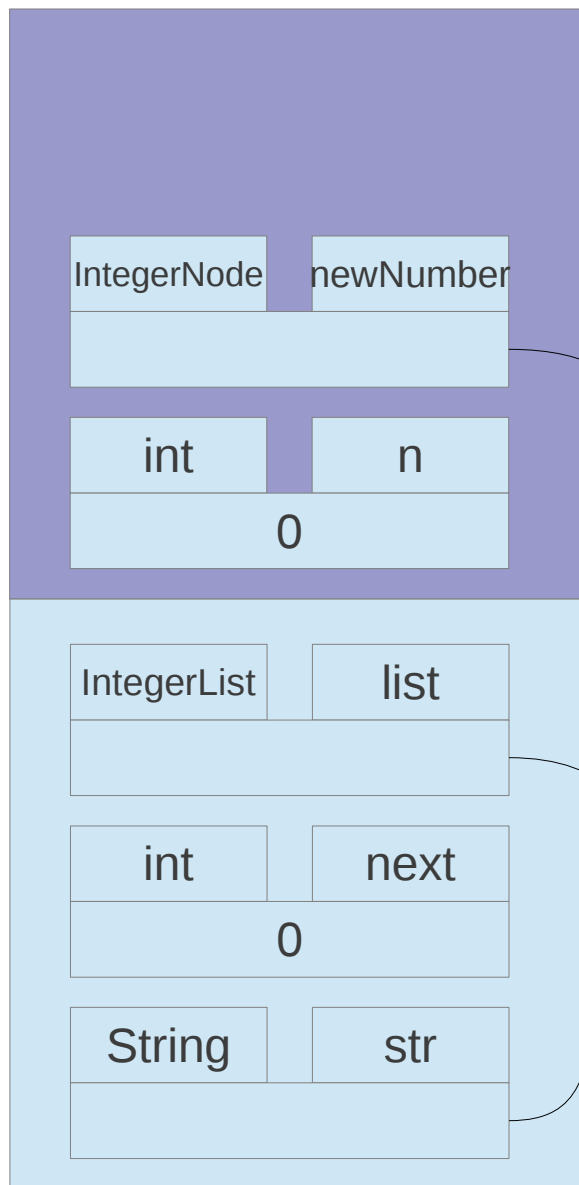 IntegerNode newNumber
int n
0
IntegerList list
int next
0
String str